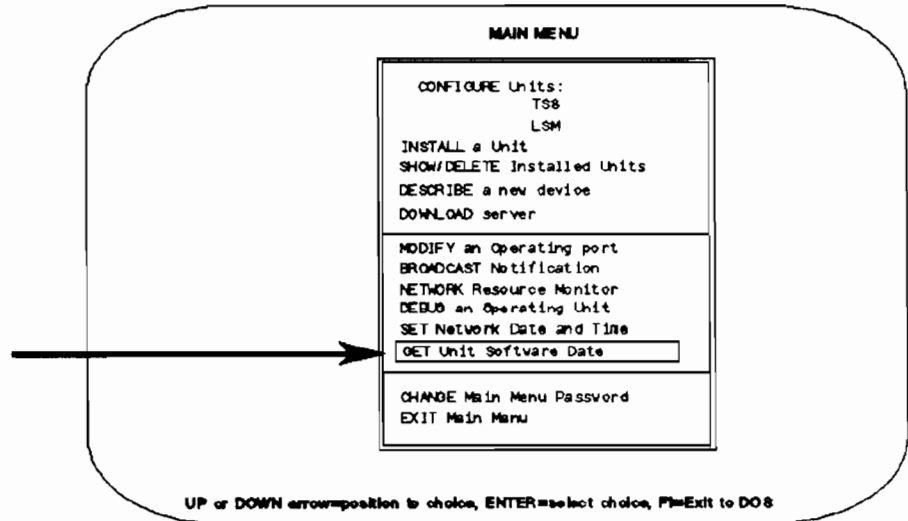 MAIN MENU
CONFIGURE Units:
TS8
LSM
INSTALL a Unit
SHOW/DELETE Installed Units
DESCRIBE a new device
DOWNLOAD server
MODIFY an Operating port
BROADCAST Notification
NETWORK Resource Monitor
DEBUG an Operating Unit
SET Network Date and Time
GET Unit Software Date
CHANGE Main Menu Password
EXIT Main Menu
UP or DOWN arrow=position to choice, ENTER=select choice, Exit to DOS